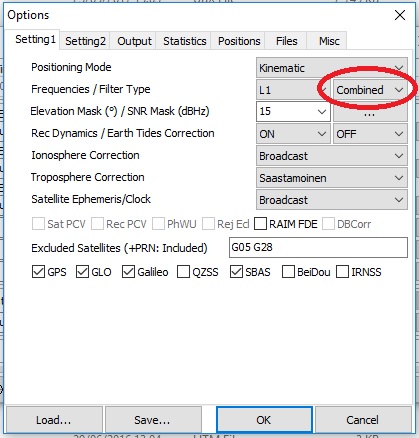 Options
Setting1 Setting2 Output Statistics Positions Files Misc
Positioning Mode Kinematic
Frequencies / Filter Type L1 Combined
Elevation Mask (°) / SNR Mask (dBHz) 15 ...
Rec Dynamics / Earth Tides Correction ON OFF
Ionosphere Correction Broadcast
Troposphere Correction Saastamoinen
Satellite Ephemeris/Clock Broadcast
Sat PCV Rec PCV PhWU Rej Ecl RAIM FDE DBCorr
Excluded Satellites (+PRN: Included) G05 G28
GPS GLO Galileo QZSS SBAS BeiDou IRNSS
Load... Save... OK Cancel